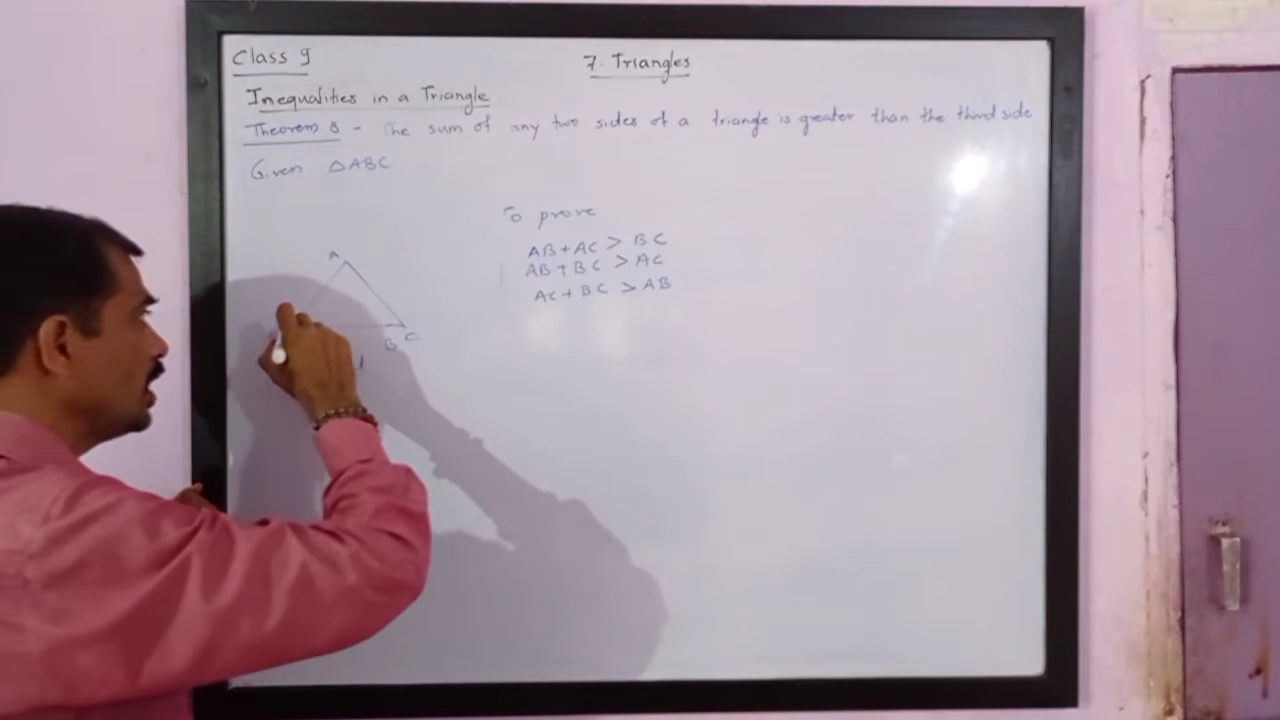 Class 9
7. Triangles
Inequalities in a Triangle
Theorem 8 - The sum of any two sides of a triangle is greater than the third side
Given △ABC
To prove
AB+AC > BC
AB+BC > AC
AC+BC > AB
A
B C